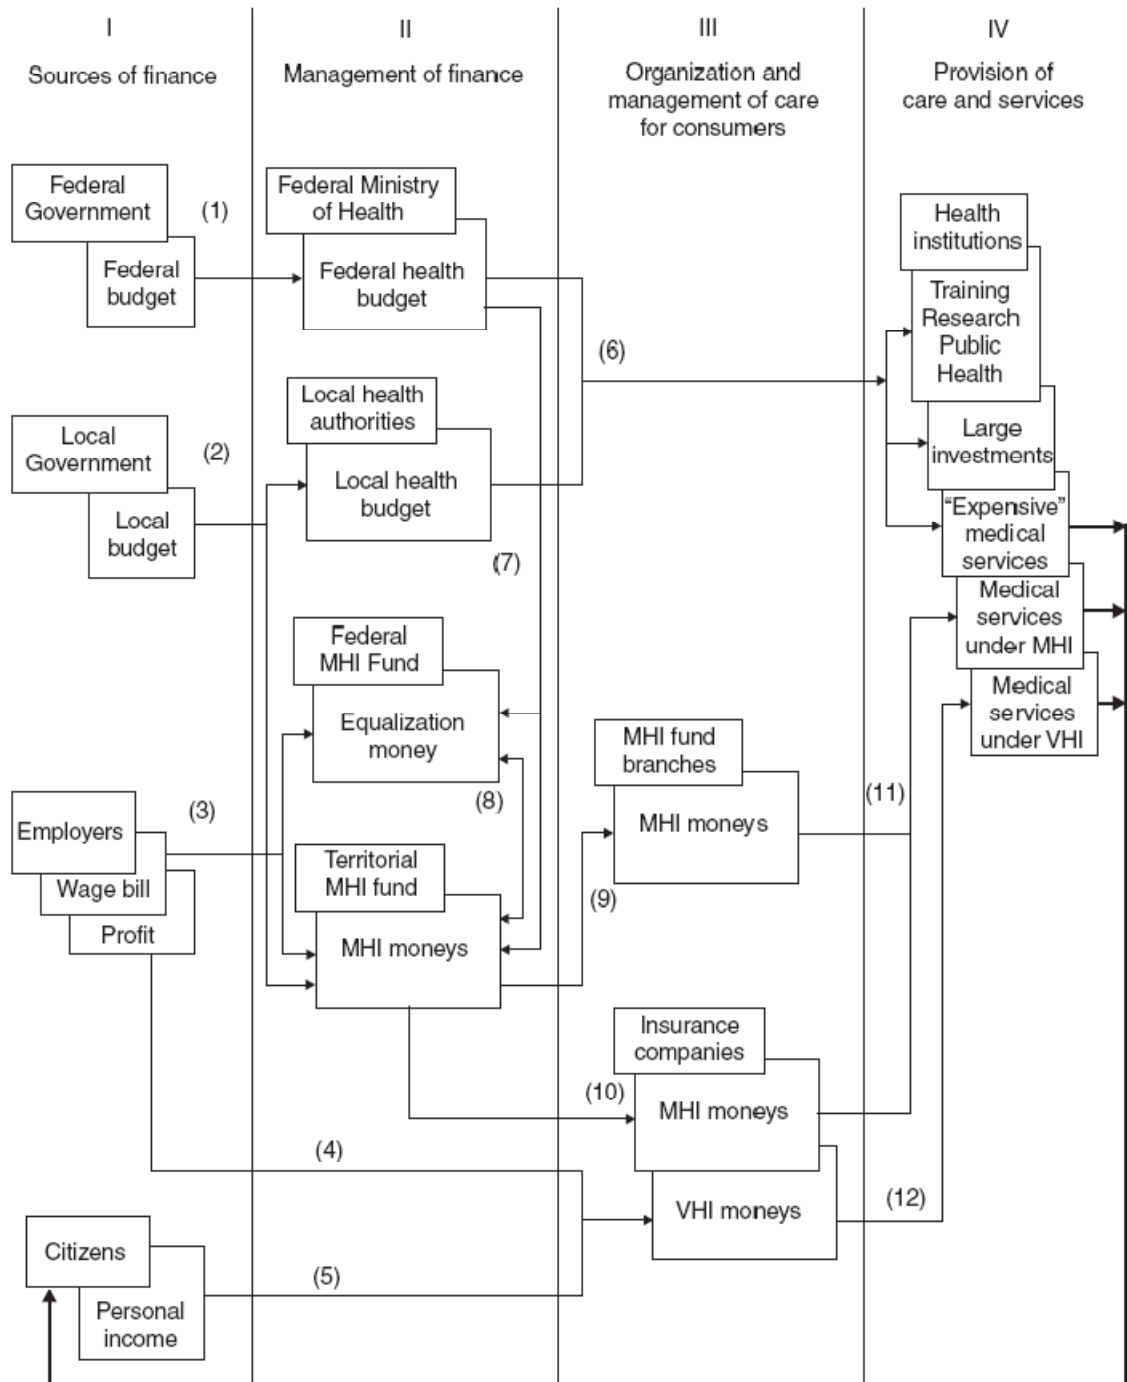 I
Sources of finance
II
Management of finance
III
Organization and
management of care
for consumers
IV
Provision of
care and services
Federal
Government
(1)
Federal
budget
Federal Ministry
of Health
Federal health
budget
(6)
Health
institutions
Training
Research
Public
Health
Large
investments
“Expensive”
medical
services
Medical
services
under MHI
Medical
services
under VHI
Local
Government
(2)
Local
budget
Local health
authorities
Local health
budget
(7)
Federal
MHI Fund
Equalization
money
(8)
Employers
(3)
Wage bill
Profit
Territorial
MHI fund
MHI moneys
(9)
MHI fund
branches
MHI moneys
(11)
Insurance
companies
(10)
MHI moneys
VHI moneys
(12)
(4)
Citizens
(5)
Personal
income